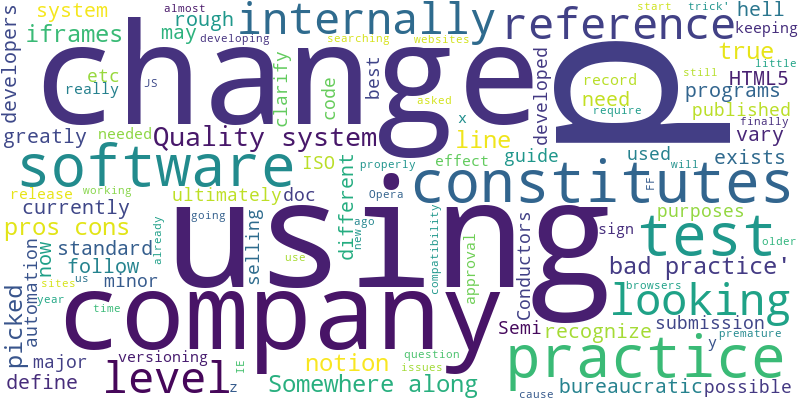 system
almost
rough
internally
reference
start
trick'
hell
iframes
may
developing
searching
websites
keeping
developers
changed
p
true
etc
really
JS
clarify
code
best
developed
record
need
still
little
HTML5
programs
require
published
greatly
needed
Quality system
asked
x
line
finally
vary
software
ISO
different
properly
effect
guide
used
exists
release
working
ultimately
doc
using
Opera
constitutes
will
FF
currently
pros cons
already
going
selling
new
ago
compatibility
approval
Conductors
sign
purposes
test
older
standard
follow
now
automation
us
minor
use
bad practice'
browsers
picked
sites
year
time
company
looking
Semi
recognize
submission
y
premature
major
versioning
IE
notion
question
issues
practice
define
level
z
Somewhere along
cause
bureaucratic
possible